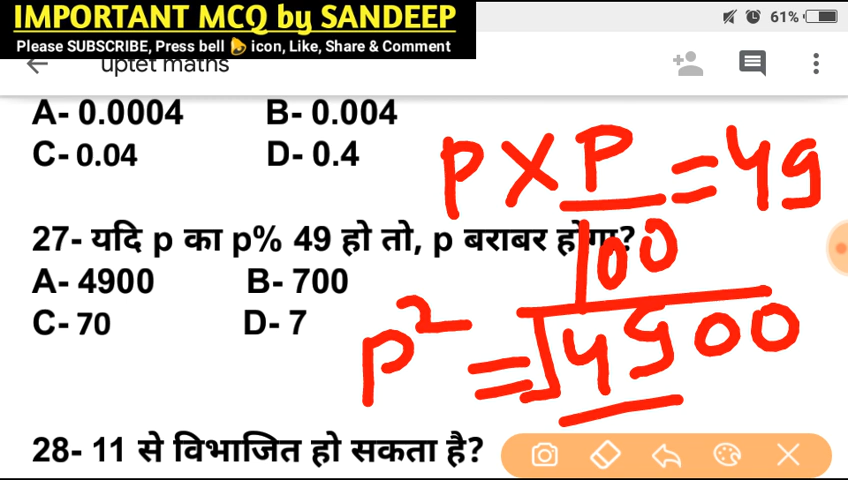 IMPORTANT MCQ by SANDEEP
Please SUBSCRIBE, Press bell 🔔 icon, Like, Share & Comment
61%
uptet maths
A- 0.0004 B- 0.004
C- 0.04 D- 0.4
P × P/100 = 49
27- यदि p का p% 49 हो तो, p बराबर होगा?
A- 4900 B- 700
C- 70 D- 7
p² = √4900
28- 11 से विभाजित हो सकता है?